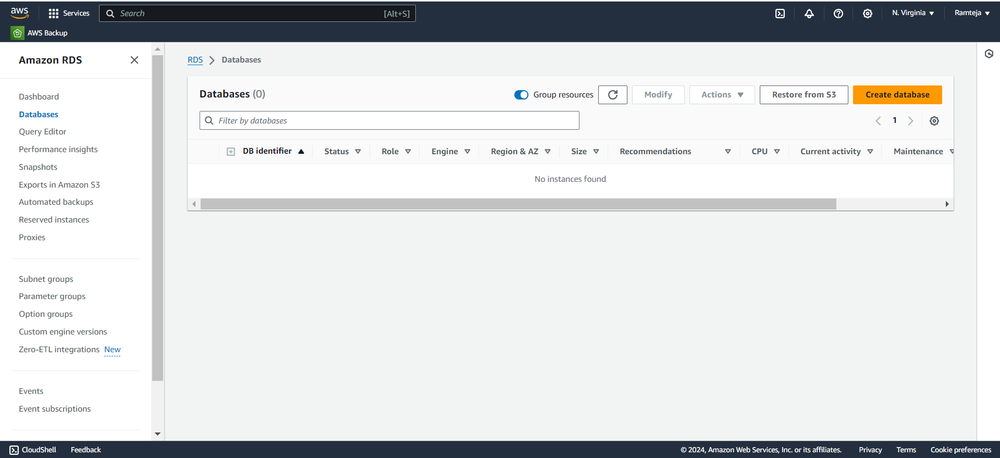 aws
Services
Search
[Alt+S]
N. Virginia
Ramteja
AWS Backup
Amazon RDS
Dashboard
Databases
Query Editor
Performance insights
Snapshots
Exports in Amazon S3
Automated backups
Reserved instances
Proxies
Subnet groups
Parameter groups
Option groups
Custom engine versions
Zero-ETL integrations New
Events
Event subscriptions
RDS > Databases
Databases (0)
Group resources
Modify
Actions
Restore from S3
Create database
Filter by databases
1
DB identifier
Status
Role
Engine
Region & AZ
Size
Recommendations
CPU
Current activity
Maintenance
No instances found
CloudShell
Feedback
© 2024, Amazon Web Services, Inc. or its affiliates.
Privacy
Terms
Cookie preferences